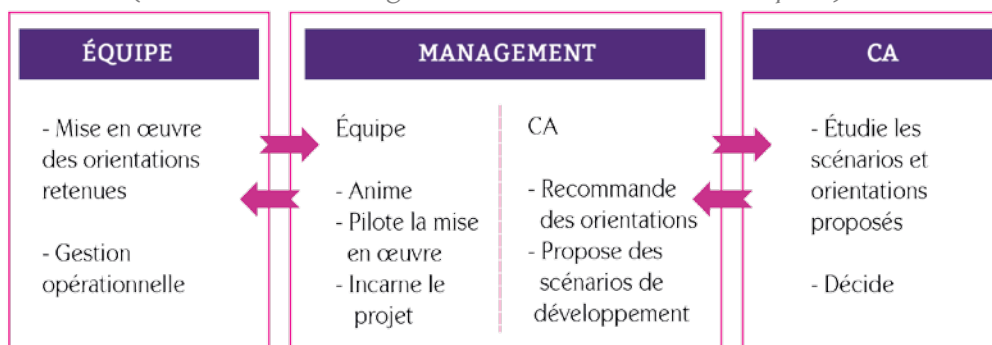 ÉQUIPE
- Mise en œuvre
des orientations
retenues
- Gestion
opérationnelle
MANAGEMENT
Équipe
- Anime
- Pilote la mise
en œuvre
- Incarne le
projet
CA
- Recommande
des orientations
- Propose des
scénarios de
développement
CA
- Étudie les
scénarios et
orientations
proposés
- Décide